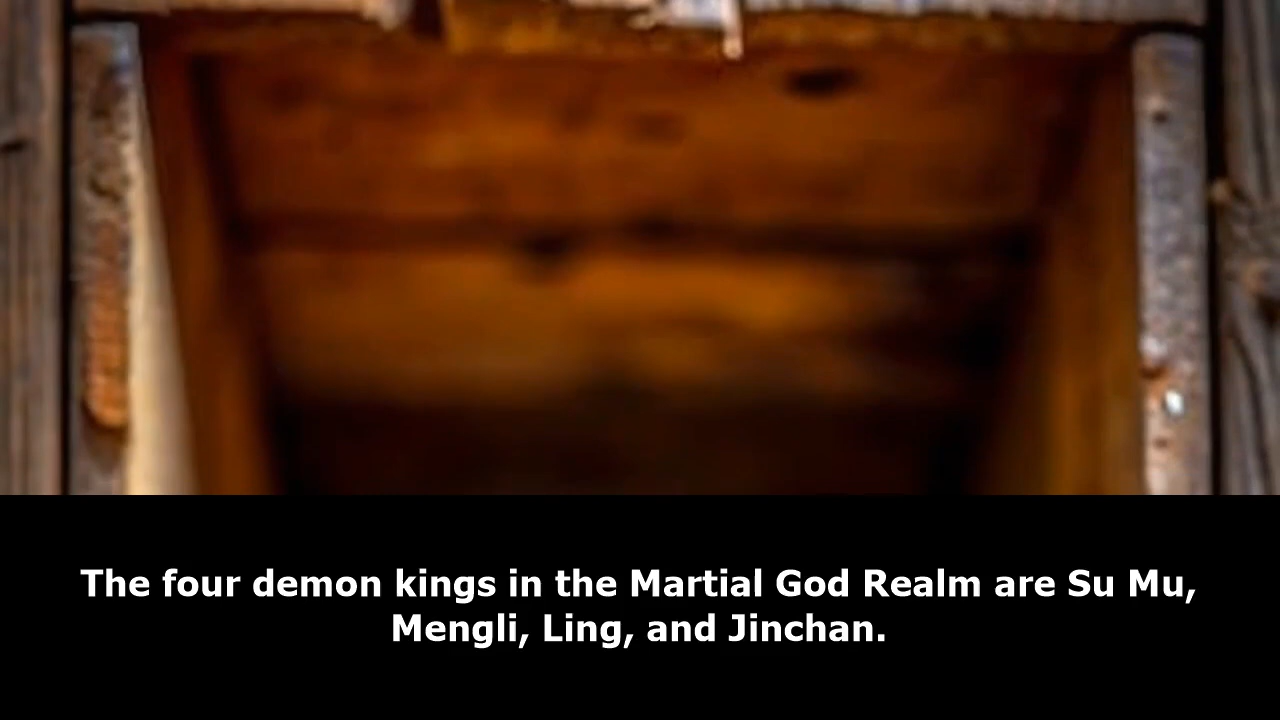 The four demon kings in the Martial God Realm are Su Mu,
Mengli, Ling, and Jinchan.